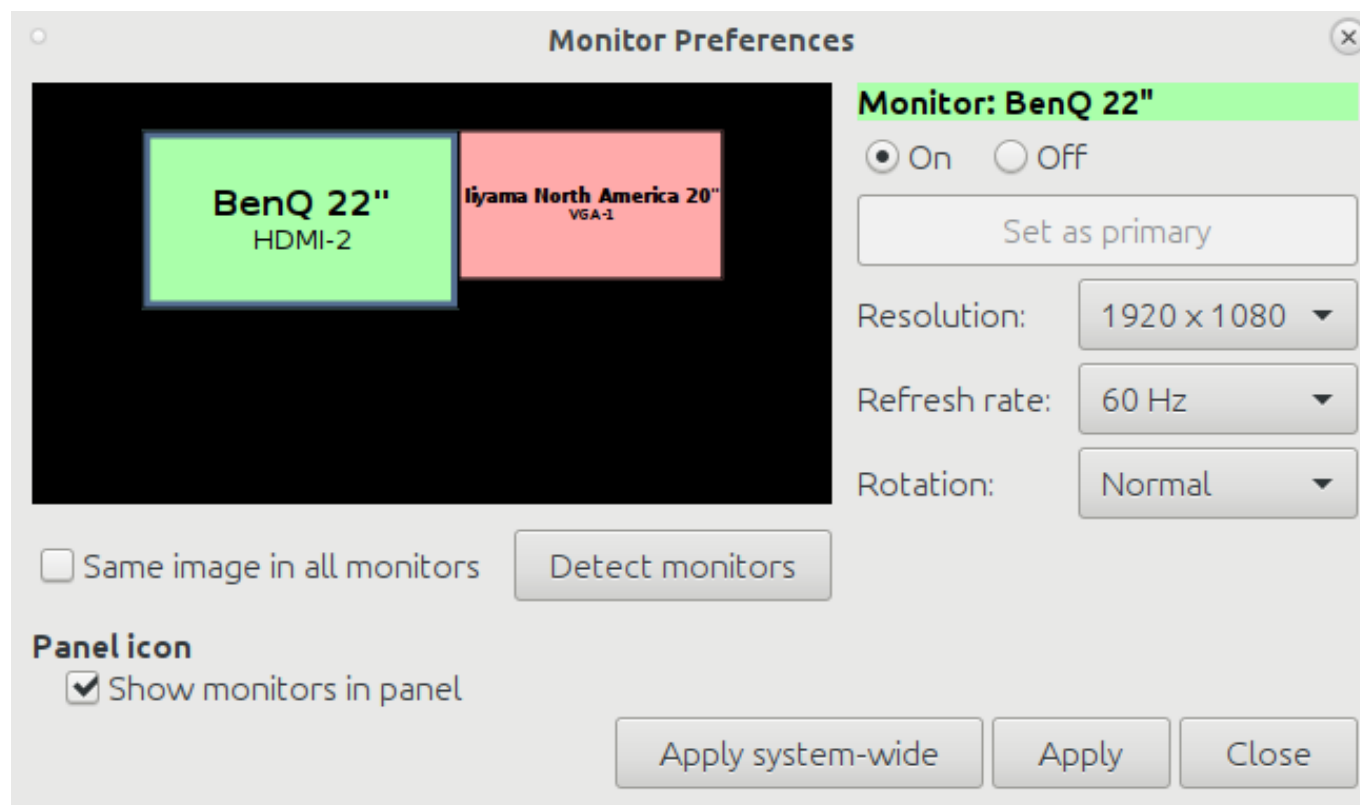 Monitor Preferences
BenQ 22"
HDMI-2
Iiyama North America 20"
VGA-1
Monitor: BenQ 22"
On Off
Set as primary
Resolution: 1920 x 1080
Refresh rate: 60 Hz
Rotation: Normal
Same image in all monitors Detect monitors
Panel icon
Show monitors in panel
Apply system-wide Apply Close